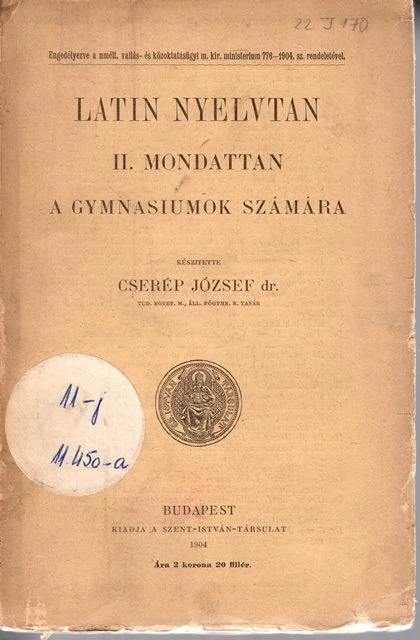 22 J 170
Engedélyezve a nmélt. vallás- és közoktatásügyi m. kir. ministerium 776—1904. sz. rendeletével.
LATIN NYELVTAN
II. MONDATTAN
A GYMNASIUMOK SZÁMÁRA
KÉSZITETTE
CSERÉP JÓZSEF dr.
TUD. EGYET. M., ÁLL. FŐGYMN. R. TANÁR
11-j
11.450-a
BUDAPEST
KIADJA A SZENT-ISTVÁN-TÁRSULAT
1904
Ára 2 korona 20 fillér.